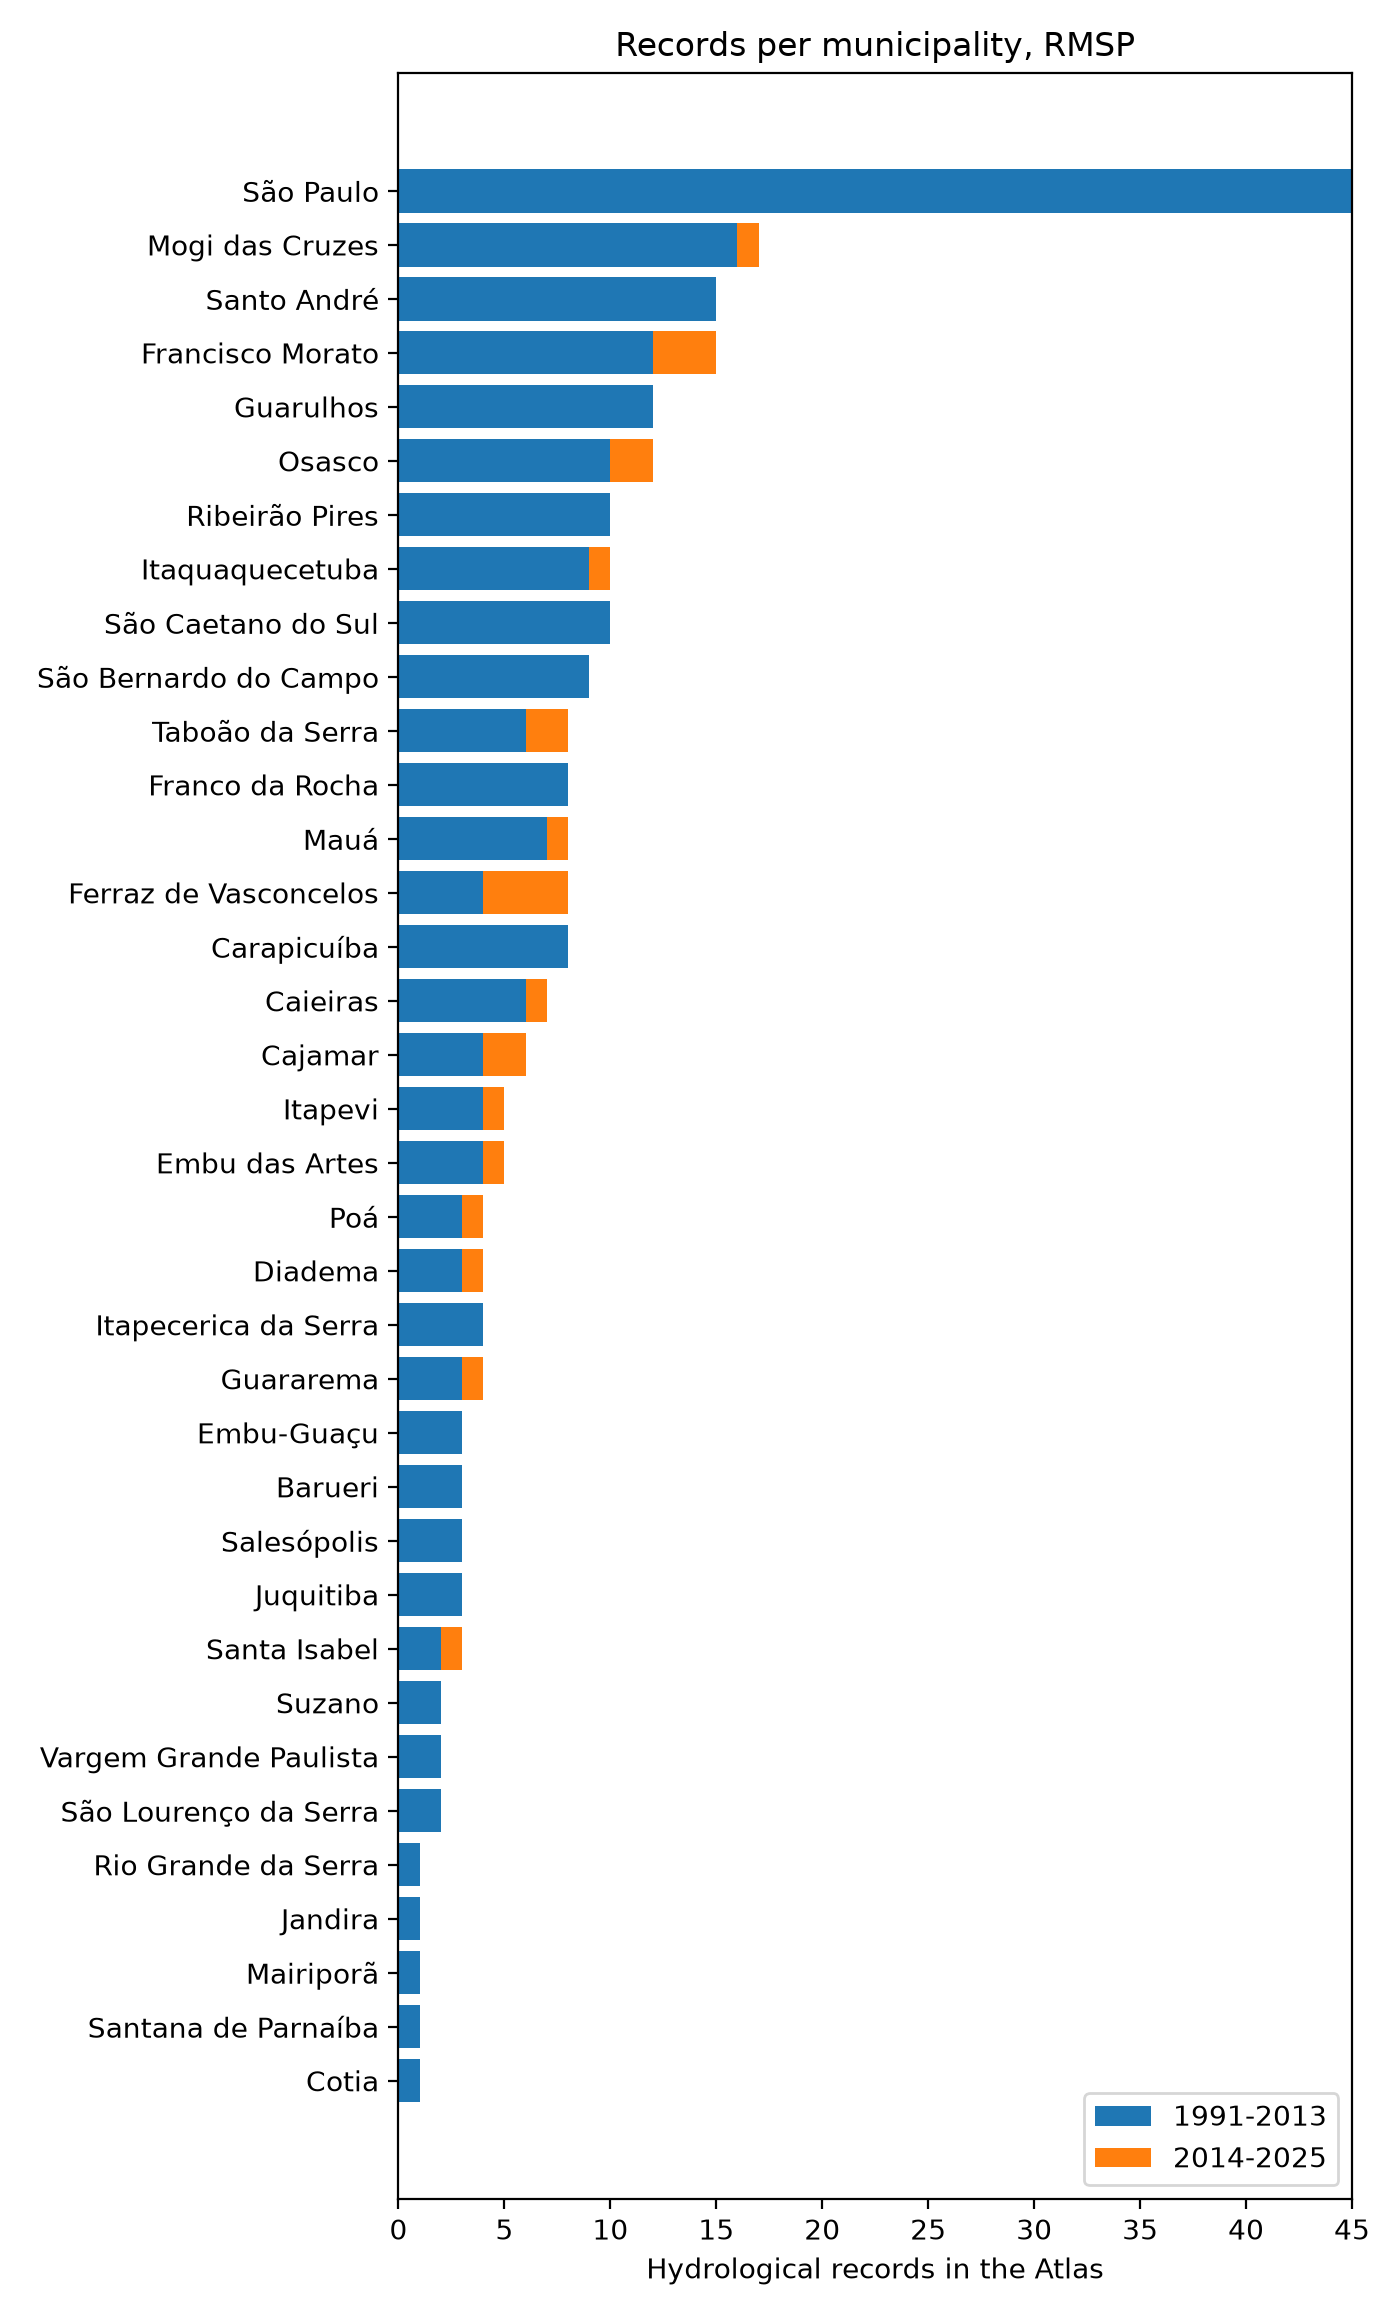 Records per municipality, RMSP
São Paulo
Mogi das Cruzes
Santo André
Francisco Morato
Guarulhos
Osasco
Ribeirão Pires
Itaquaquecetuba
São Caetano do Sul
São Bernardo do Campo
Taboão da Serra
Franco da Rocha
Mauá
Ferraz de Vasconcelos
Carapicuíba
Caieiras
Cajamar
Itapevi
Embu das Artes
Poá
Diadema
Itapecerica da Serra
Guararema
Embu-Guaçu
Barueri
Salesópolis
Juquitiba
Santa Isabel
Suzano
Vargem Grande Paulista
São Lourenço da Serra
Rio Grande da Serra
Jandira
Mairiporã
Santana de Parnaíba
Cotia
1991-2013
2014-2025
0 5 10 15 20 25 30 35 40 45
Hydrological records in the Atlas